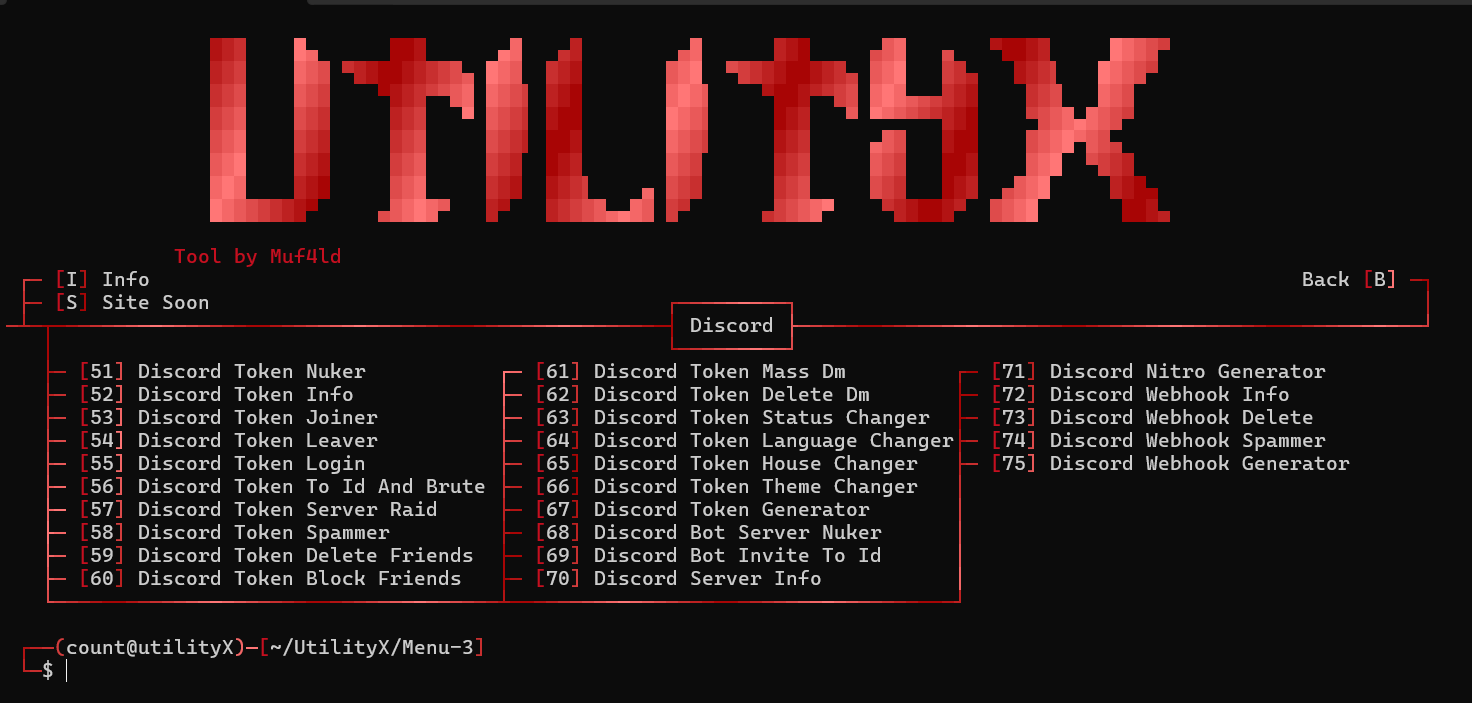 UtilityX
Tool by Muf4ld
[I] Info
Back [B]
[S] Site Soon
Discord
[51] Discord Token Nuker
[52] Discord Token Info
[53] Discord Token Joiner
[54] Discord Token Leaver
[55] Discord Token Login
[56] Discord Token To Id And Brute
[57] Discord Token Server Raid
[58] Discord Token Spammer
[59] Discord Token Delete Friends
[60] Discord Token Block Friends
[61] Discord Token Mass Dm
[62] Discord Token Delete Dm
[63] Discord Token Status Changer
[64] Discord Token Language Changer
[65] Discord Token House Changer
[66] Discord Token Theme Changer
[67] Discord Token Generator
[68] Discord Bot Server Nuker
[69] Discord Bot Invite To Id
[70] Discord Server Info
[71] Discord Nitro Generator
[72] Discord Webhook Info
[73] Discord Webhook Delete
[74] Discord Webhook Spammer
[75] Discord Webhook Generator
(count@utilityX)-[~/UtilityX/Menu-3]
$